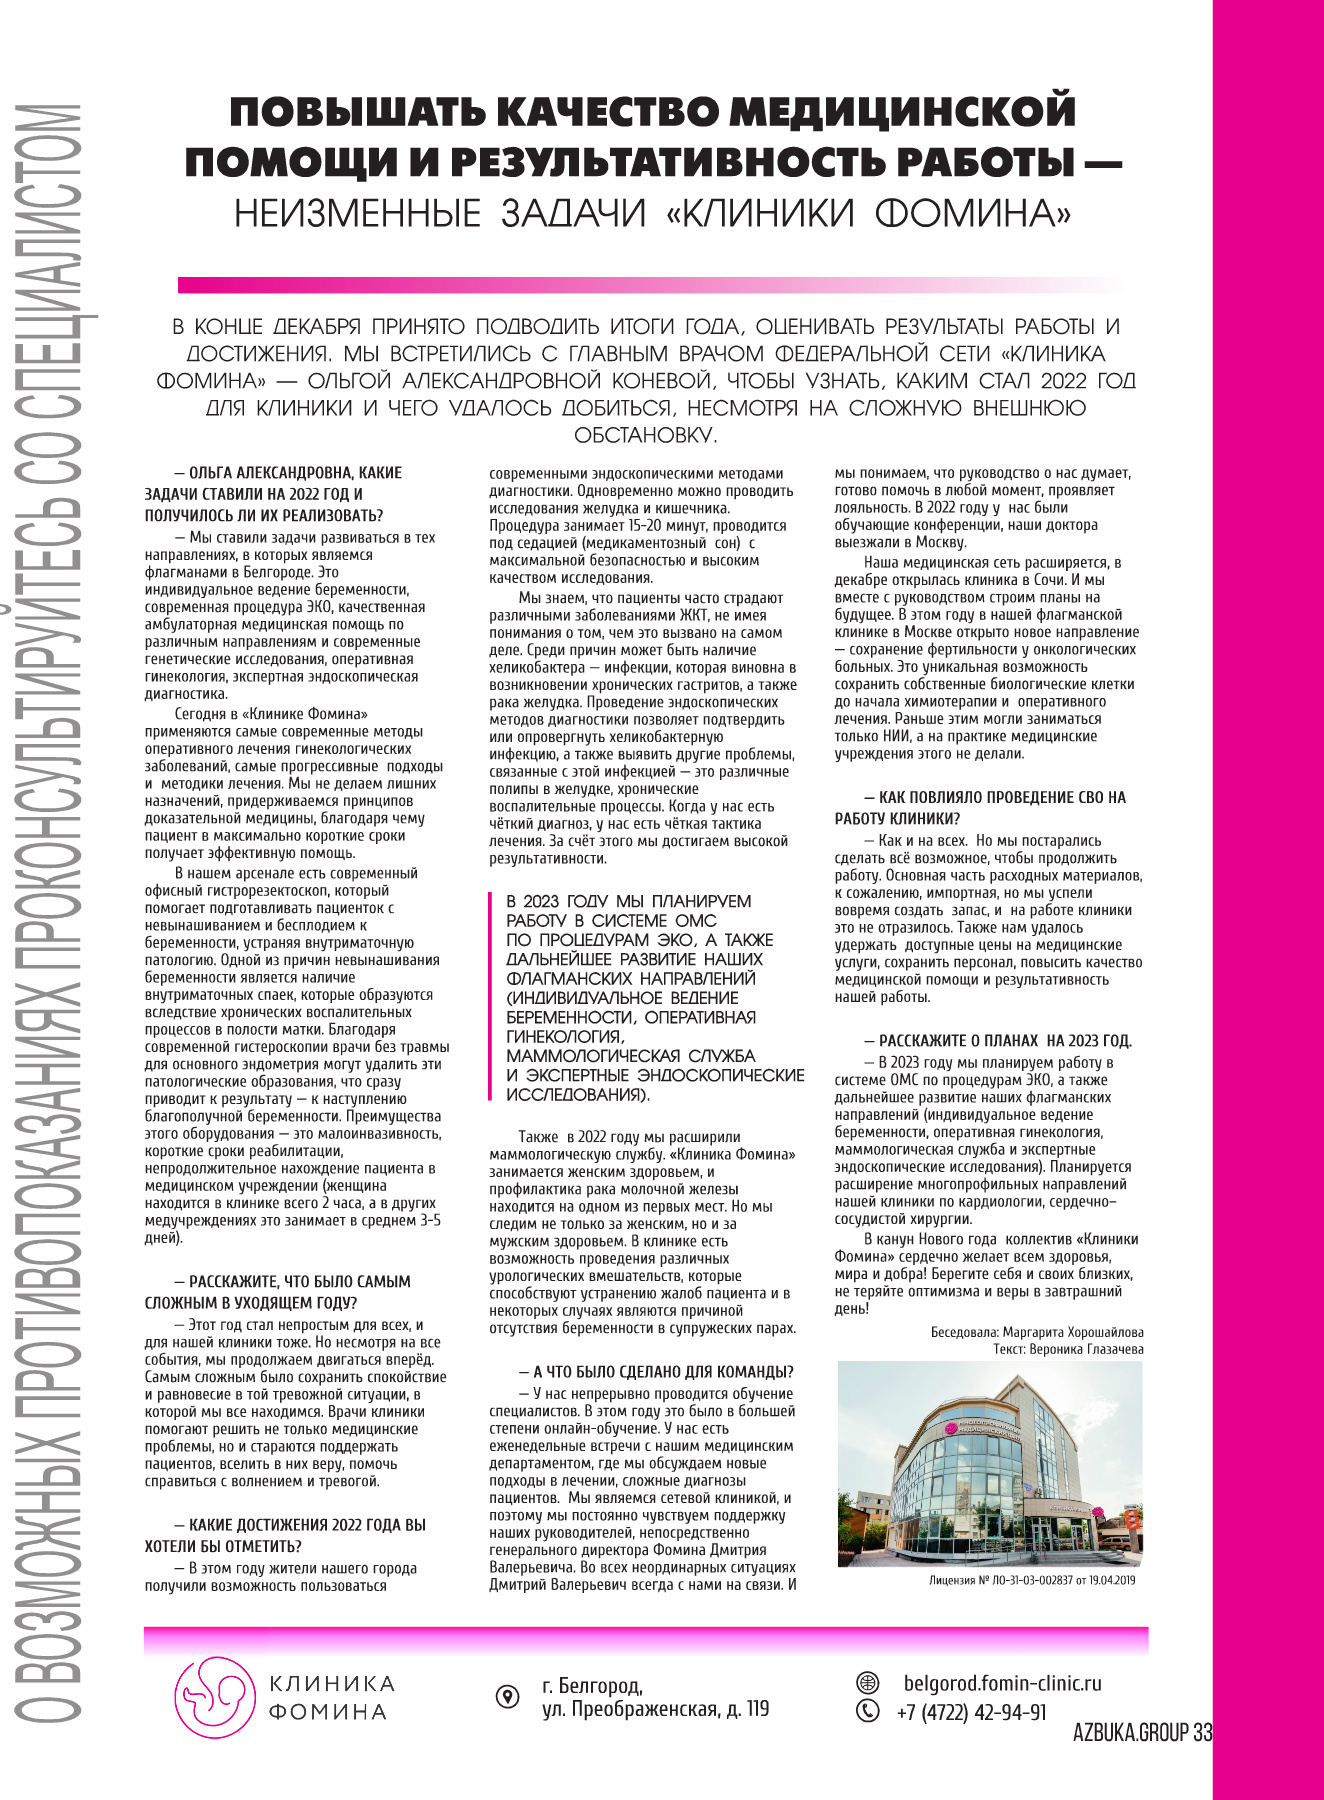 О ВОЗМОЖНЫХ ПРОТИВОПОКАЗАНИЯХ ПРОКОНСУЛЬТИРУЙТЕСЬ СО СПЕЦИАЛИСТОМ
ПОВЫШАТЬ КАЧЕСТВО МЕДИЦИНСКОЙ
ПОМОЩИ И РЕЗУЛЬТАТИВНОСТЬ РАБОТЫ —
НЕИЗМЕННЫЕ ЗАДАЧИ «КЛИНИКИ ФОМИНА»
В КОНЦЕ ДЕКАБРЯ ПРИНЯТО ПОДВОДИТЬ ИТОГИ ГОДА, ОЦЕНИВАТЬ РЕЗУЛЬТАТЫ РАБОТЫ И
ДОСТИЖЕНИЯ. МЫ ВСТРЕТИЛИСЬ С ГЛАВНЫМ ВРАЧОМ ФЕДЕРАЛЬНОЙ СЕТИ «КЛИНИКА
ФОМИНА» — ОЛЬГОЙ АЛЕКСАНДРОВНОЙ КОНЕВОЙ, ЧТОБЫ УЗНАТЬ, КАКИМ СТАЛ 2022 ГОД
ДЛЯ КЛИНИКИ И ЧЕГО УДАЛОСЬ ДОБИТЬСЯ, НЕСМОТРЯ НА СЛОЖНУЮ ВНЕШНЮЮ
ОБСТАНОВКУ.
— ОЛЬГА АЛЕКСАНДРОВНА, КАКИЕ
ЗАДАЧИ СТАВИЛИ НА 2022 ГОД И
ПОЛУЧИЛОСЬ ЛИ ИХ РЕАЛИЗОВАТЬ?
— Мы ставили задачи развиваться в тех
направлениях, в которых являемся
флагманами в Белгороде. Это
индивидуальное ведение беременности,
современная процедура ЭКО, качественная
амбулаторная медицинская помощь по
различным направлениям и современные
генетические исследования, оперативная
гинекология, экспертная эндоскопическая
диагностика.
Сегодня в «Клинике Фомина»
применяются самые современные методы
оперативного лечения гинекологических
заболеваний, самые прогрессивные подходы
и методики лечения. Мы не делаем лишних
назначений, придерживаемся принципов
доказательной медицины, благодаря чему
пациент в максимально короткие сроки
получает эффективную помощь.
В нашем арсенале есть современный
офисный гистрорезектоскоп, который
помогает подготавливать пациенток с
невынашиванием и бесплодием к
беременности, устраняя внутриматочную
патологию. Одной из причин невынашивания
беременности является наличие
внутриматочных спаек, которые образуются
вследствие хронических воспалительных
процессов в полости матки. Благодаря
современной гистероскопии врачи без травмы
для основного эндометрия могут удалить эти
патологические образования, что сразу
приводит к результату — к наступлению
благополучной беременности. Преимущества
этого оборудования — это малоинвазивность,
короткие сроки реабилитации,
непродолжительное нахождение пациента в
медицинском учреждении (женщина
находится в клинике всего 2 часа, а в других
медучреждениях это занимает в среднем 3-5
дней).
— РАССКАЖИТЕ, ЧТО БЫЛО САМЫМ
СЛОЖНЫМ В УХОДЯЩЕМ ГОДУ?
— Этот год стал непростым для всех, и
для нашей клиники тоже. Но несмотря на все
события, мы продолжаем двигаться вперёд.
Самым сложным было сохранить спокойствие
и равновесие в той тревожной ситуации, в
которой мы все находимся. Врачи клиники
помогают решить не только медицинские
проблемы, но и стараются поддержать
пациентов, вселить в них веру, помочь
справиться с волнением и тревогой.
— КАКИЕ ДОСТИЖЕНИЯ 2022 ГОДА ВЫ
ХОТЕЛИ БЫ ОТМЕТИТЬ?
— В этом году жители нашего города
получили возможность пользоваться
современными эндоскопическими методами
диагностики. Одновременно можно проводить
исследования желудка и кишечника.
Процедура занимает 15-20 минут, проводится
под седацией (медикаментозный сон) с
максимальной безопасностью и высоким
качеством исследования.
Мы знаем, что пациенты часто страдают
различными заболеваниями ЖКТ, не имея
понимания о том, чем это вызвано на самом
деле. Среди причин может быть наличие
хеликобактера — инфекции, которая виновна в
возникновении хронических гастритов, а также
рака желудка. Проведение эндоскопических
методов диагностики позволяет подтвердить
или опровергнуть хеликобактерную
инфекцию, а также выявить другие проблемы,
связанные с этой инфекцией — это различные
полипы в желудке, хронические
воспалительные процессы. Когда у нас есть
чёткий диагноз, у нас есть чёткая тактика
лечения. За счёт этого мы достигаем высокой
результативности.
В 2023 ГОДУ МЫ ПЛАНИРУЕМ
РАБОТУ В СИСТЕМЕ ОМС
ПО ПРОЦЕДУРАМ ЭКО, А ТАКЖЕ
ДАЛЬНЕЙШЕЕ РАЗВИТИЕ НАШИХ
ФЛАГМАНСКИХ НАПРАВЛЕНИЙ
(ИНДИВИДУАЛЬНОЕ ВЕДЕНИЕ
БЕРЕМЕННОСТИ, ОПЕРАТИВНАЯ
ГИНЕКОЛОГИЯ,
МАММОЛОГИЧЕСКАЯ СЛУЖБА
И ЭКСПЕРТНЫЕ ЭНДОСКОПИЧЕСКИЕ
ИССЛЕДОВАНИЯ).
Также в 2022 году мы расширили
маммологическую службу. «Клиника Фомина»
занимается женским здоровьем, и
профилактика рака молочной железы
находится на одном из первых мест. Но мы
следим не только за женским, но и за
мужским здоровьем. В клинике есть
возможность проведения различных
урологических вмешательств, которые
способствуют устранению жалоб пациента и в
некоторых случаях являются причиной
отсутствия беременности в супружеских парах.
— А ЧТО БЫЛО СДЕЛАНО ДЛЯ КОМАНДЫ?
— У нас непрерывно проводится обучение
специалистов. В этом году это было в большей
степени онлайн-обучение. У нас есть
еженедельные встречи с нашим медицинским
департаментом, где мы обсуждаем новые
подходы в лечении, сложные диагнозы
пациентов. Мы являемся сетевой клиникой, и
поэтому мы постоянно чувствуем поддержку
наших руководителей, непосредственно
генерального директора Фомина Дмитрия
Валерьевича. Во всех неординарных ситуациях
Дмитрий Валерьевич всегда с нами на связи. И
мы понимаем, что руководство о нас думает,
готово помочь в любой момент, проявляет
лояльность. В 2022 году у нас были
обучающие конференции, наши доктора
выезжали в Москву.
Наша медицинская сеть расширяется, в
декабре открылась клиника в Сочи. И мы
вместе с руководством строим планы на
будущее. В этом году в нашей флагманской
клинике в Москве открыто новое направление
— сохранение фертильности у онкологических
больных. Это уникальная возможность
сохранить собственные биологические клетки
до начала химиотерапии и оперативного
лечения. Раньше этим могли заниматься
только НИИ, а на практике медицинские
учреждения этого не делали.
— КАК ПОВЛИЯЛО ПРОВЕДЕНИЕ СВО НА
РАБОТУ КЛИНИКИ?
— Как и на всех. Но мы постарались
сделать всё возможное, чтобы продолжить
работу. Основная часть расходных материалов,
к сожалению, импортная, но мы успели
вовремя создать запас, и на работе клиники
это не отразилось. Также нам удалось
удержать доступные цены на медицинские
услуги, сохранить персонал, повысить качество
медицинской помощи и результативность
нашей работы.
— РАССКАЖИТЕ О ПЛАНАХ НА 2023 ГОД.
— В 2023 году мы планируем работу в
системе ОМС по процедурам ЭКО, а также
дальнейшее развитие наших флагманских
направлений (индивидуальное ведение
беременности, оперативная гинекология,
маммологическая служба и экспертные
эндоскопические исследования). Планируется
расширение многопрофильных направлений
нашей клиники по кардиологии, сердечно–
сосудистой хирургии.
В канун Нового года коллектив «Клиники
Фомина» сердечно желает всем здоровья,
мира и добра! Берегите себя и своих близких,
не теряйте оптимизма и веры в завтрашний
день!
Беседовала: Маргарита Хорошайлова
Текст: Вероника Глазачева
Лицензия № ЛО-31-03-002837 от 19.04.2019
КЛИНИКА
ФОМИНА
г. Белгород,
ул. Преображенская, д. 119
belgorod.fomin-clinic.ru
+7 (4722) 42-94-91
AZBUKA.GROUP 33